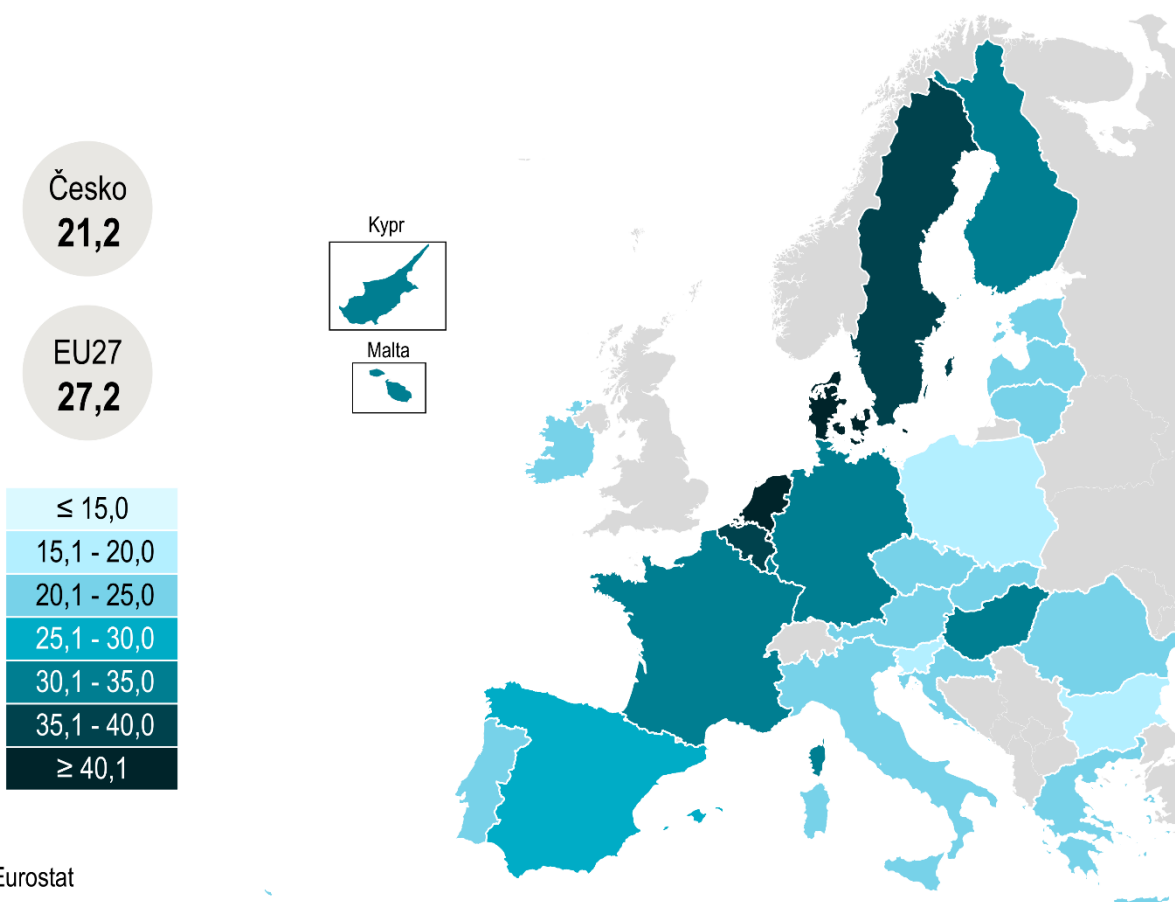 Česko
21,2
Kypr
EU27
27,2
Malta
≤ 15,0
15,1 - 20,0
20,1 - 25,0
25,1 - 30,0
30,1 - 35,0
35,1 - 40,0
≥ 40,1
Eurostat